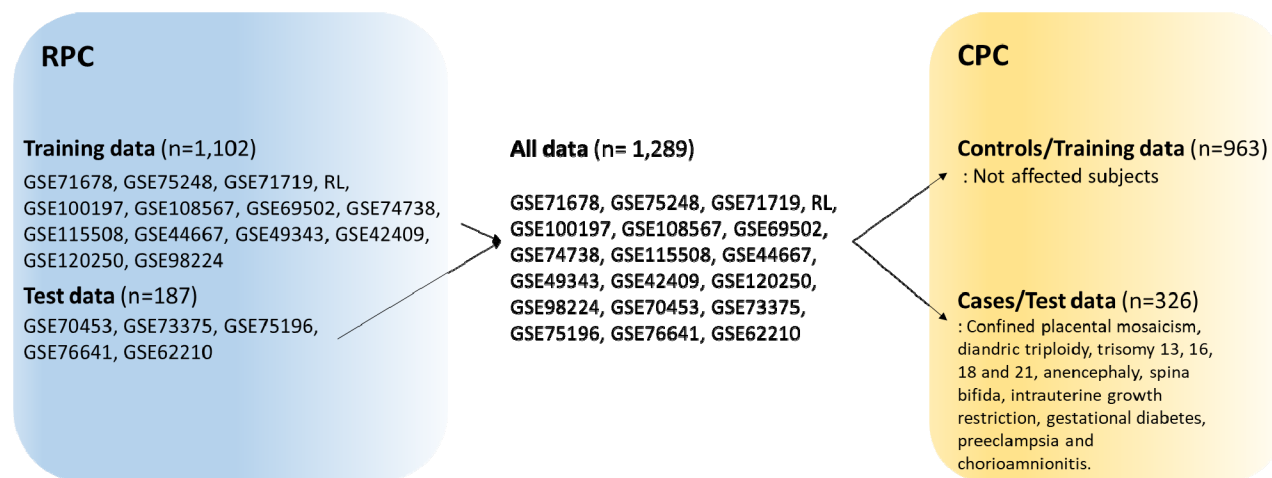 RPC
Training data (n=1,102)
GSE71678, GSE75248, GSE71719, RL,
GSE100197, GSE108567, GSE69502, GSE74738,
GSE115508, GSE44667, GSE49343, GSE42409,
GSE120250, GSE98224
Test data (n=187)
GSE70453, GSE73375, GSE75196,
GSE76641, GSE62210
All data (n= 1,289)
GSE71678, GSE75248, GSE71719, RL,
GSE100197, GSE108567, GSE69502,
GSE74738, GSE115508, GSE44667,
GSE49343, GSE42409, GSE120250,
GSE98224, GSE70453, GSE73375,
GSE75196, GSE76641, GSE62210
CPC
Controls/Training data (n=963)
: Not affected subjects
Cases/Test data (n=326)
: Confined placental mosaicism,
diandric triploidy, trisomy 13, 16,
18 and 21, anencephaly, spina
bifida, intrauterine growth
restriction, gestational diabetes,
preeclampsia and
chorioamnionitis.